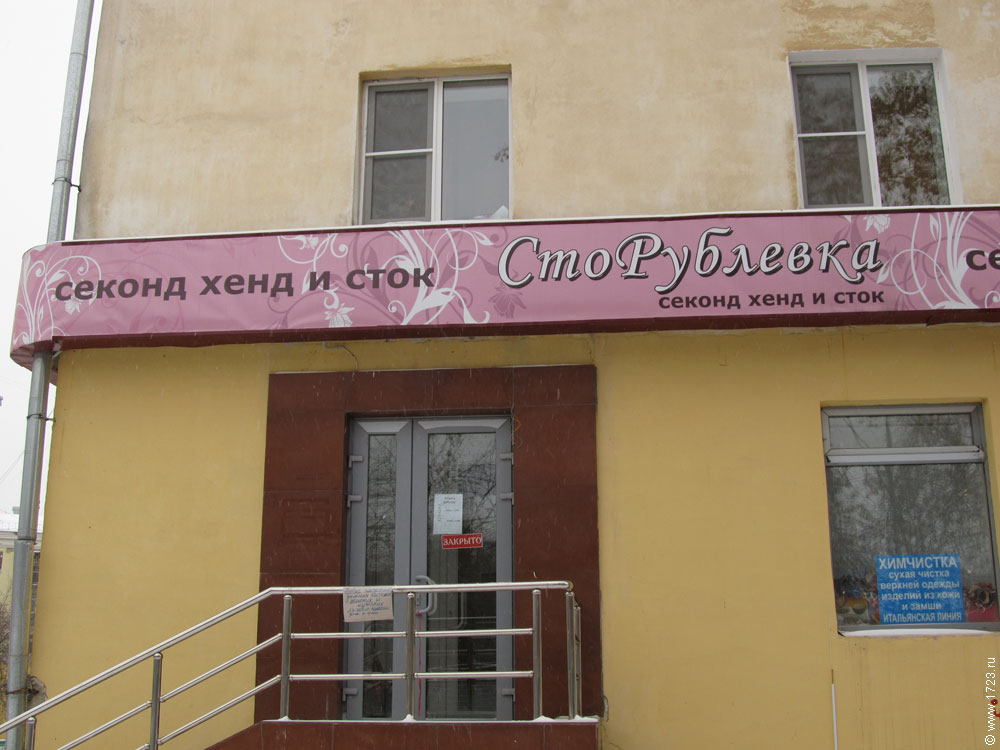 секонд хенд и сток
СтоРублевка
секонд хенд и сток
се
ЗАКРЫТО
ХИМЧИСТКА
сухая чистка
верхней одежды
изделий из кожи
и замши
ИТАЛЬЯНСКАЯ ЛИНИЯ
© www.1723.ru